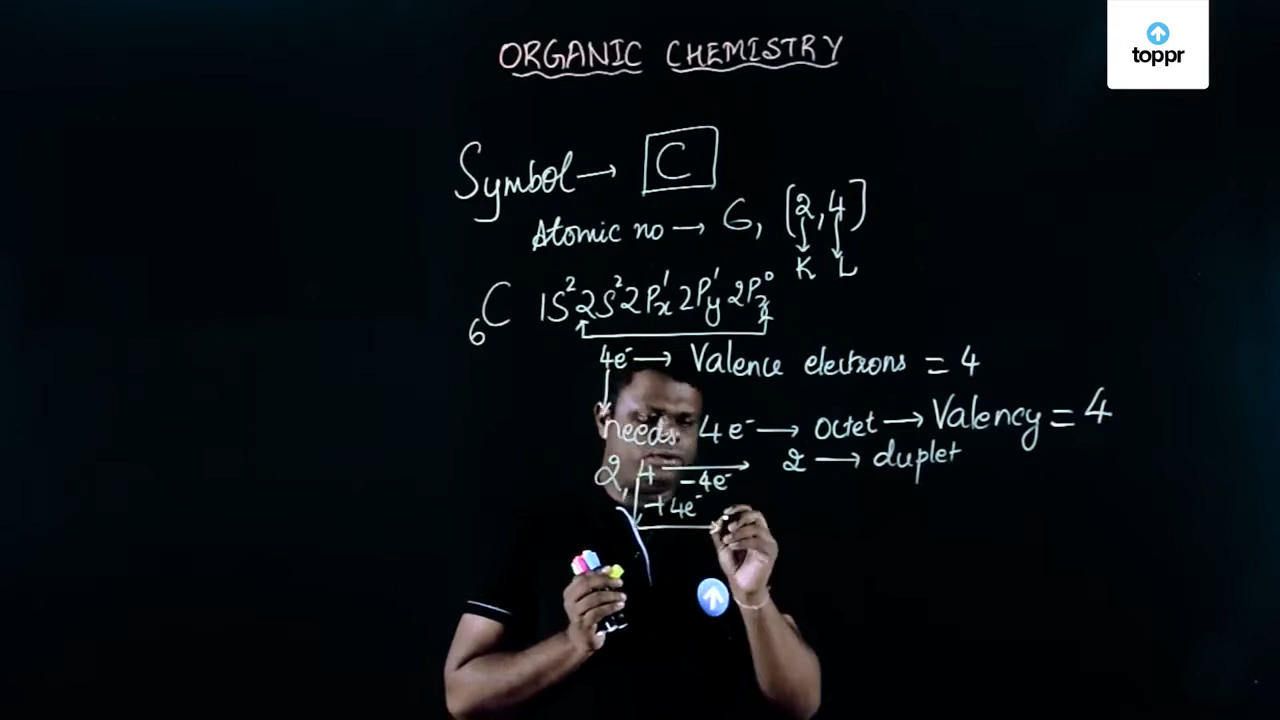 toppr
ORGANIC CHEMISTRY
Symbol → C
Atomic no → 6, [2,4]
K L
₆C 1S² 2S² 2Px¹ 2Py¹ 2Pz⁰
4e⁻ → Valence electrons = 4
needs 4e⁻ → octet → Valency = 4
2, 4 → 2 → duplet
-4e⁻
+4e⁻